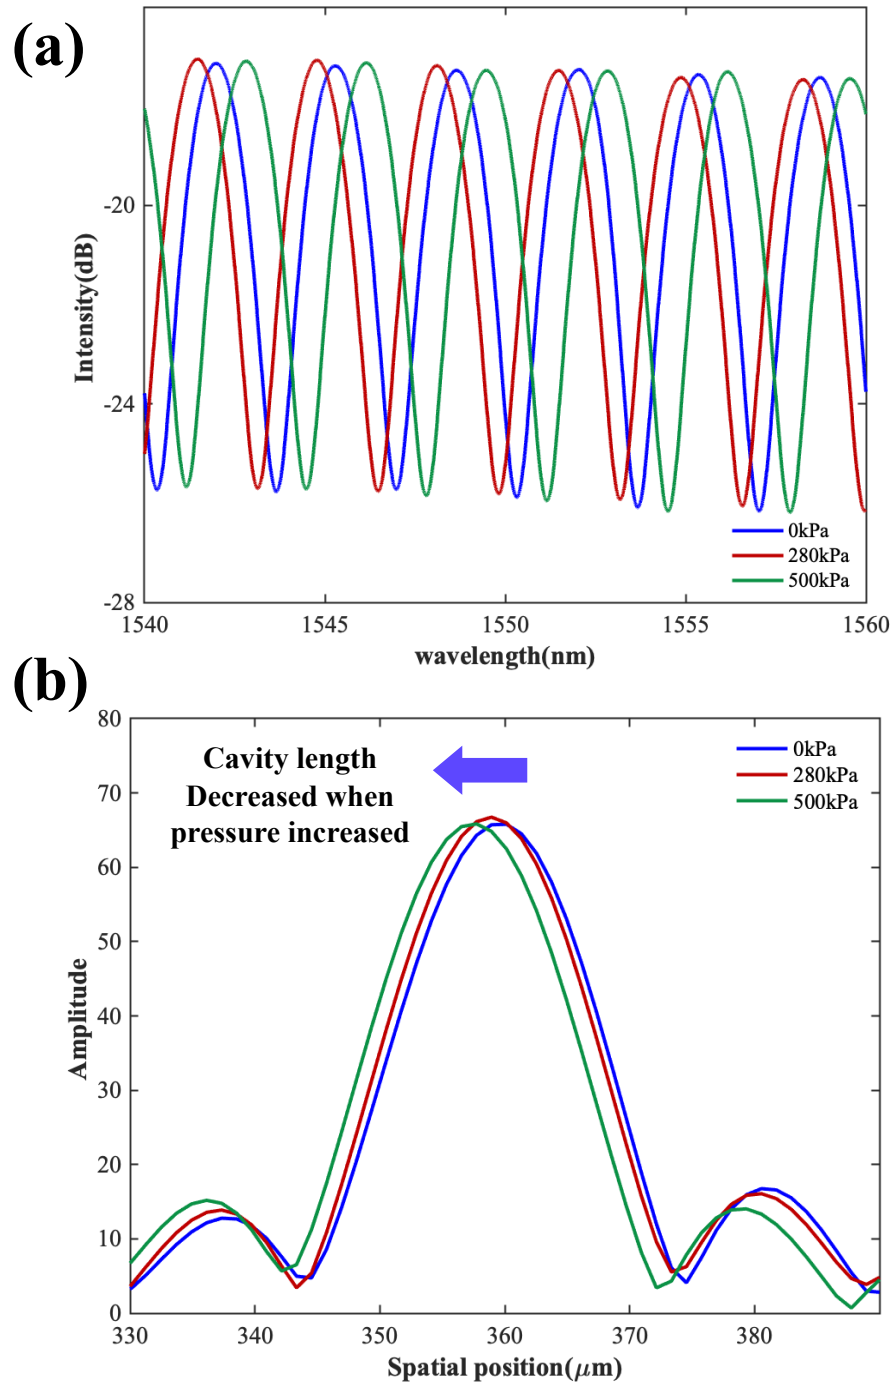 (a)
-20
-24
-28
Intensity(dB)
1540
1545
1550
1555
1560
wavelength(nm)
0kPa
280kPa
500kPa
(b)
80
70
60
50
40
30
20
10
0
Amplitude
330
340
350
360
370
380
Spatial position(μm)
Cavity length
Decreased when
pressure increased
0kPa
280kPa
500kPa